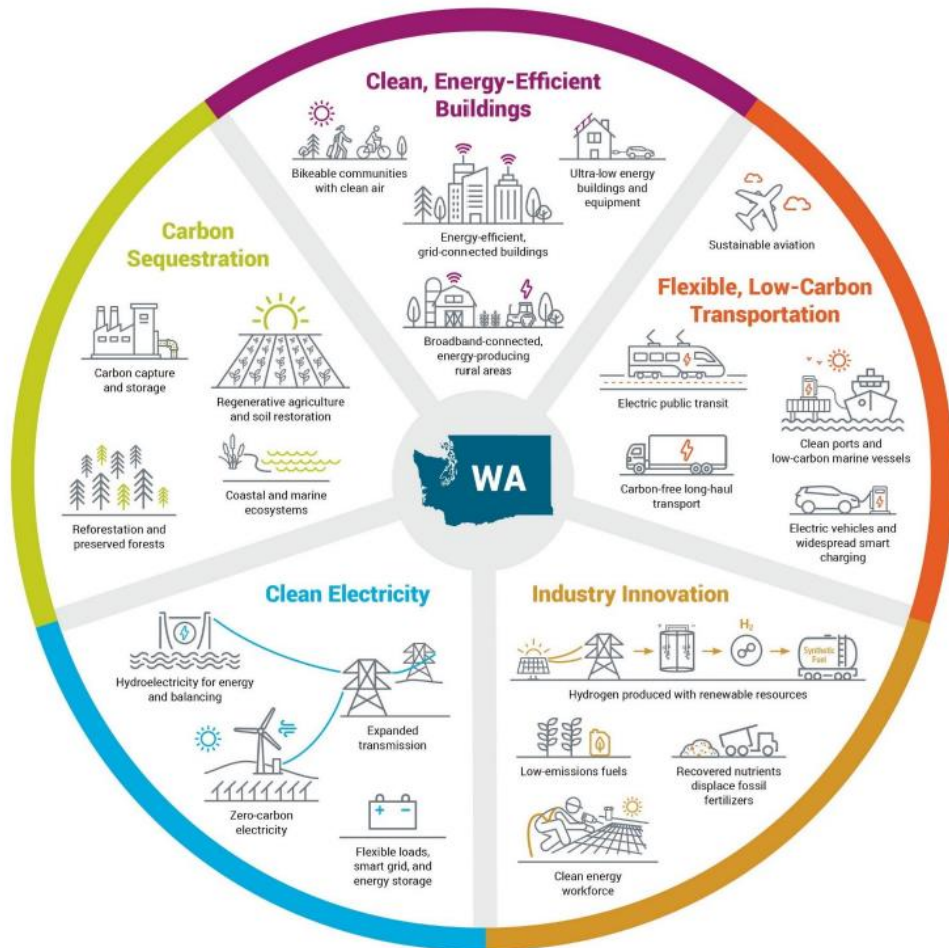 Clean, Energy-Efficient
Buildings
Bikeable communities
with clean air
Energy-efficient,
grid-connected buildings
Ultra-low energy
buildings and
equipment
Broadband-connected,
energy-producing
rural areas
Sustainable aviation
Flexible, Low-Carbon
Transportation
Electric public transit
Clean ports and
low-carbon marine vessels
Carbon-free long-haul
transport
Electric vehicles and
widespread smart
charging
Carbon
Sequestration
Carbon capture
and storage
Regenerative agriculture
and soil restoration
Reforestation and
preserved forests
Coastal and marine
ecosystems
WA
Clean Electricity
Hydroelectricity for energy
and balancing
Expanded
transmission
Zero-carbon
electricity
+ -
Flexible loads,
smart grid, and
energy storage
Industry Innovation
H2
Synthetic
Fuel
Hydrogen produced with renewable resources
Low-emissions fuels
Recovered nutrients
displace fossil
fertilizers
Clean energy
workforce